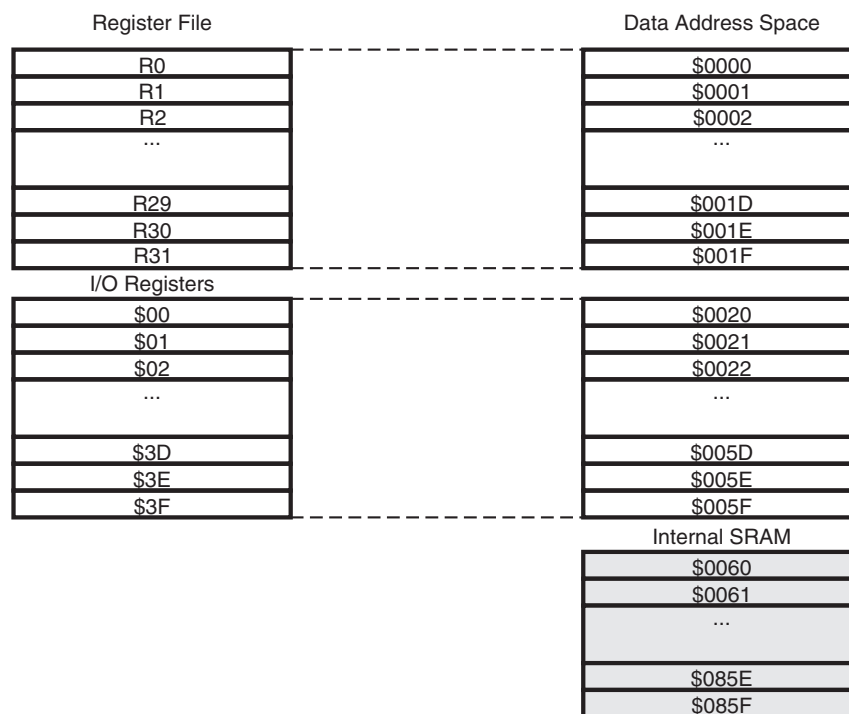 Register File
Data Address Space
R0
$0000
R1
$0001
R2
$0002
...
...
R29
$001D
R30
$001E
R31
$001F
I/O Registers
$00
$0020
$01
$0021
$02
$0022
...
...
$3D
$005D
$3E
$005E
$3F
$005F
Internal SRAM
$0060
$0061
...
$085E
$085F